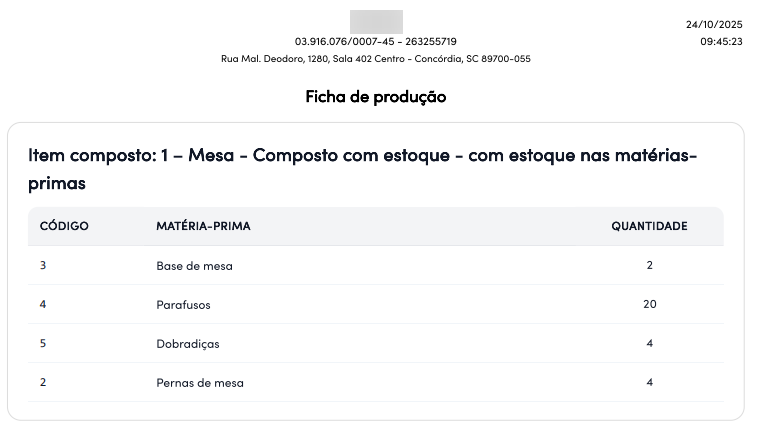 24/10/2025
03.916.076/0007-45 - 263255719
09:45:23
Rua Mal. Deodoro, 1280, Sala 402 Centro - Concórdia, SC 89700-055
Ficha de produção
Item composto: 1 – Mesa - Composto com estoque - com estoque nas matérias-
primas
CÓDIGO MATÉRIA-PRIMA QUANTIDADE
3 Base de mesa 2
4 Parafusos 20
5 Dobradiças 4
2 Pernas de mesa 4